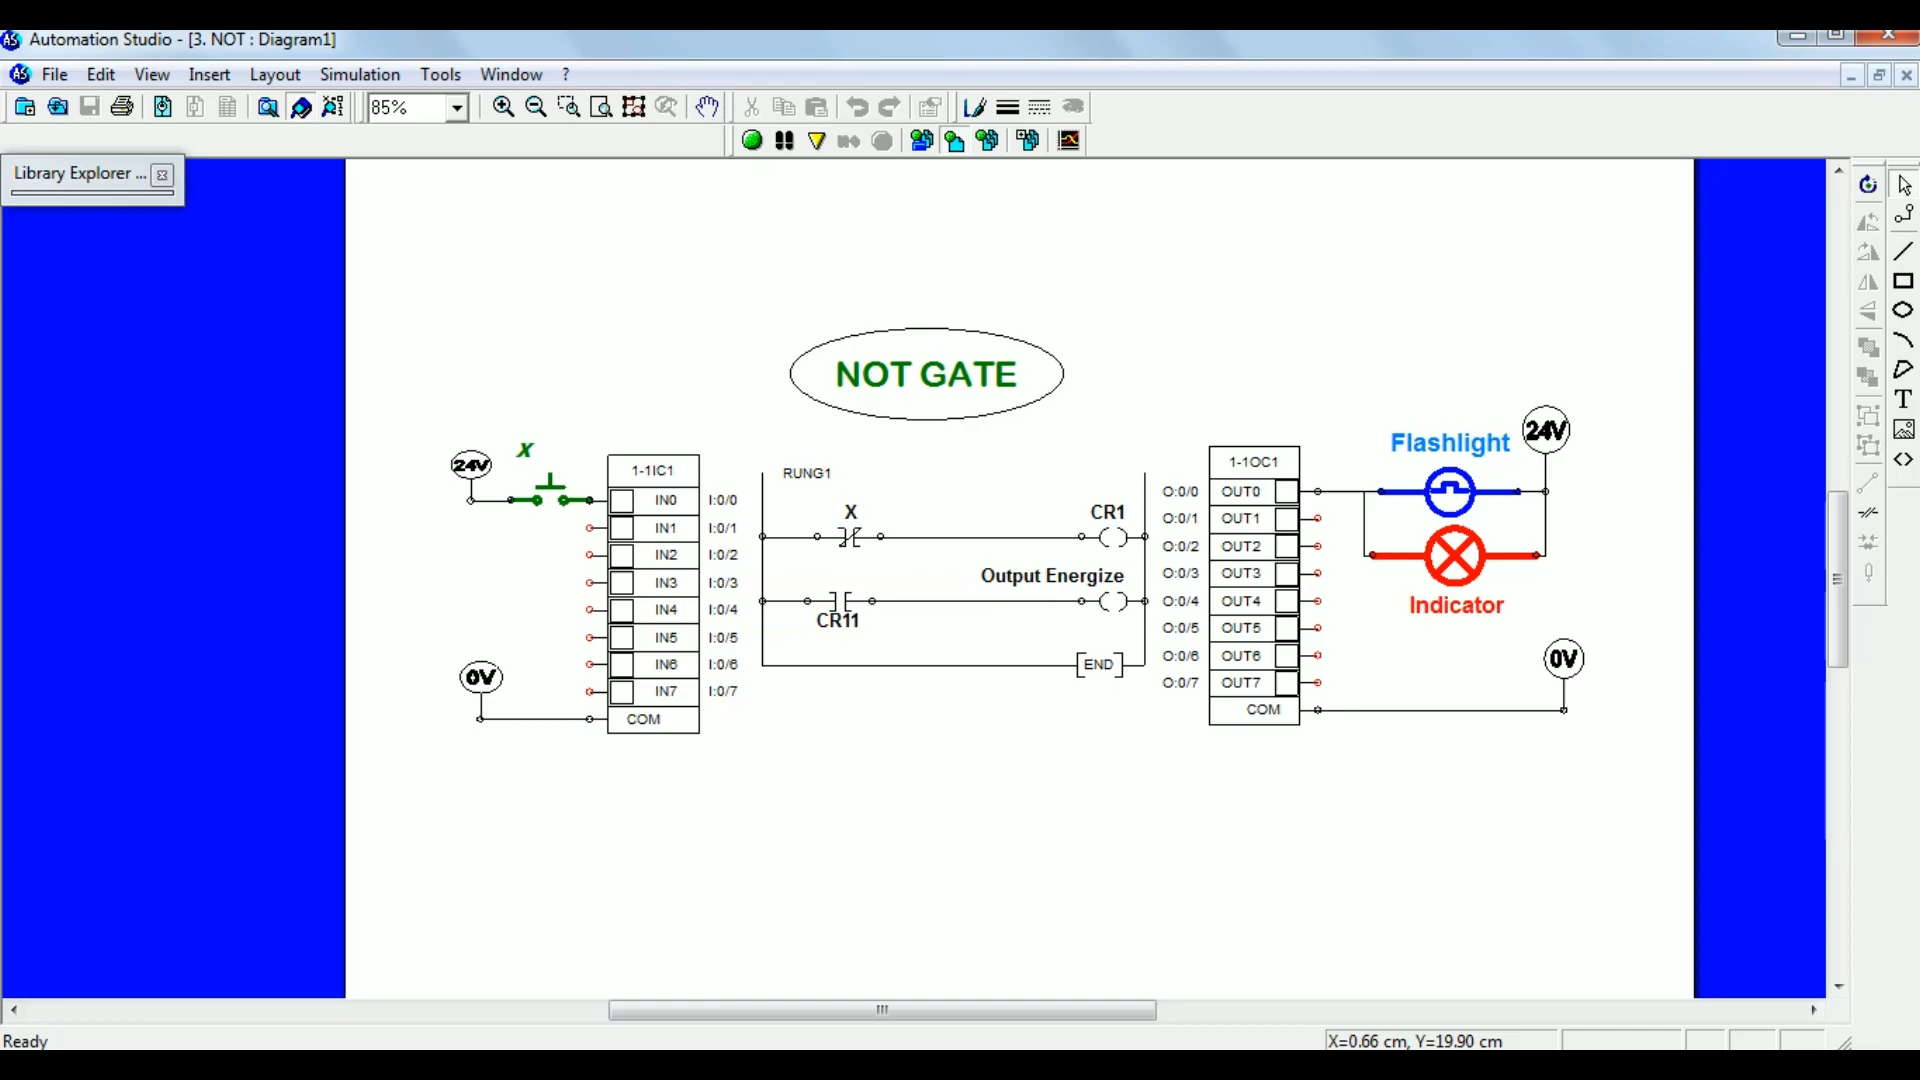 Automation Studio - [3. NOT : Diagram1]
File Edit View Insert Layout Simulation Tools Window ?
85%
Library Explorer ...
NOT GATE
24V
X
1-1IC1
IN0 I:0/0
IN1 I:0/1
IN2 I:0/2
IN3 I:0/3
IN4 I:0/4
IN5 I:0/5
IN6 I:0/6
IN7 I:0/7
COM
0V
RUNG1
X
CR1
Output Energize
CR11
END
1-1OC1
O:0/0 OUT0
O:0/1 OUT1
O:0/2 OUT2
O:0/3 OUT3
O:0/4 OUT4
O:0/5 OUT5
O:0/6 OUT6
O:0/7 OUT7
COM
Flashlight
24V
Indicator
0V
Ready
X=0.66 cm, Y=19.90 cm